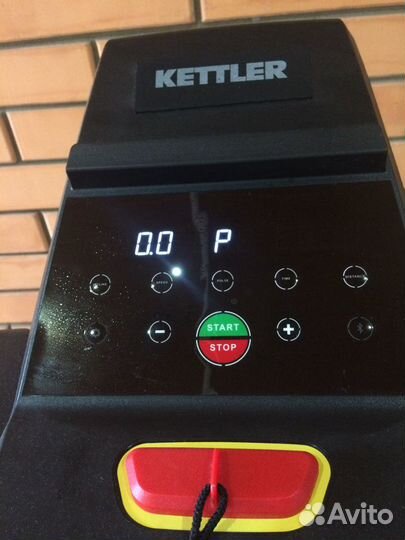 KETTLER
0.0 P
SPEED PULSE TIME DISTANCE
START
STOP
Avito